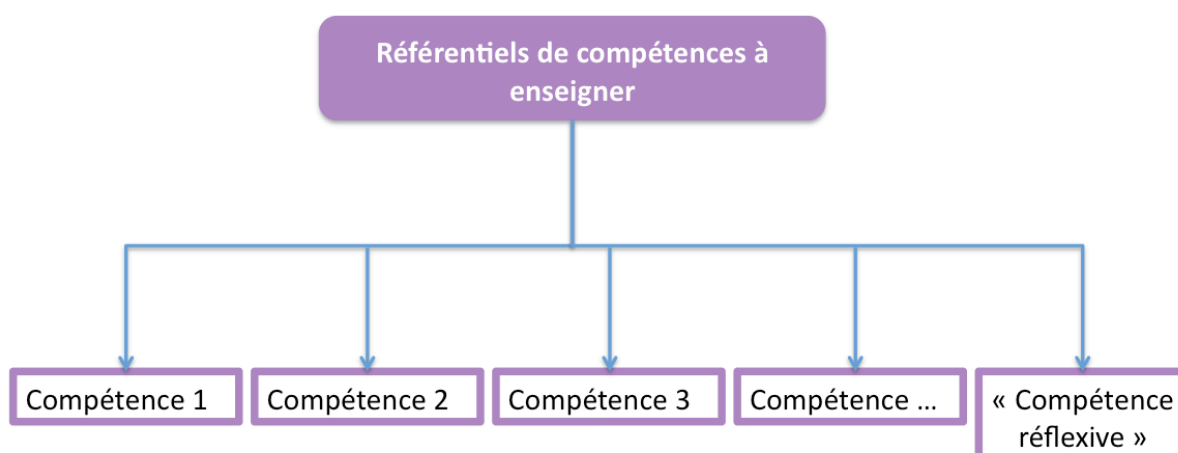 Référentiels de compétences à
enseigner
Compétence 1
Compétence 2
Compétence 3
Compétence ...
« Compétence
réflexive »